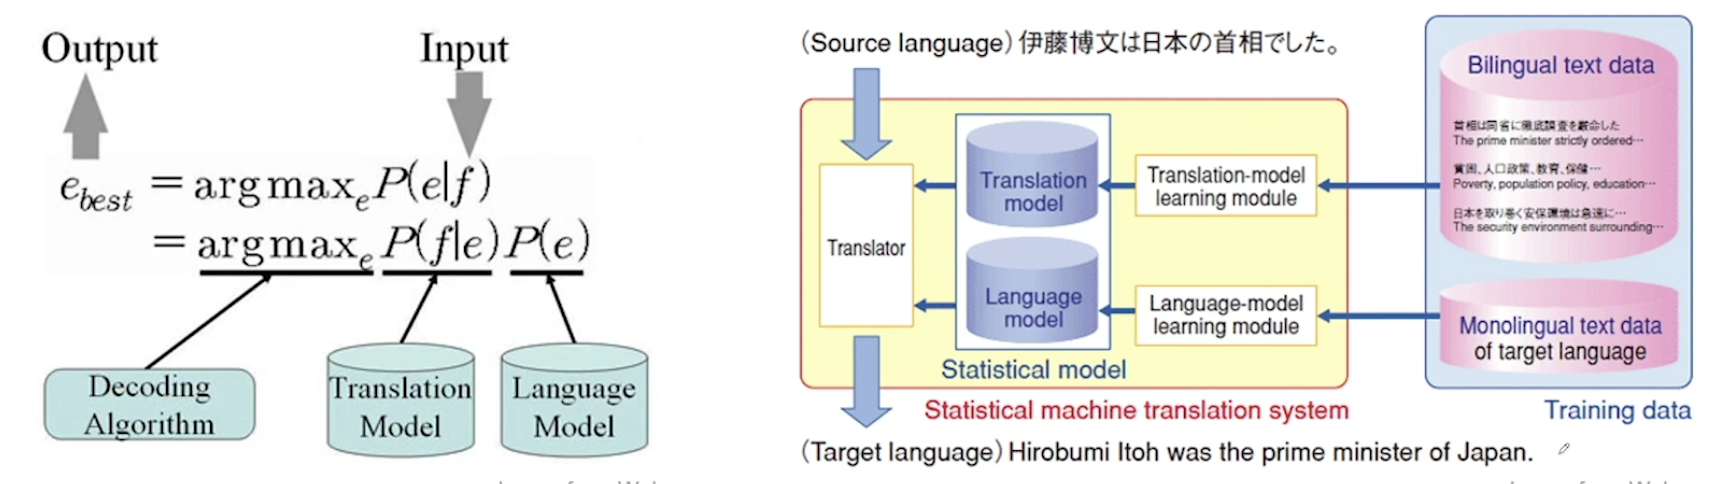 Output
Input
e_best = arg max_e P(e|f)
= arg max_e P(f|e) P(e)
Decoding
Algorithm
Translation
Model
Language
Model
(Source language) 伊藤博文は日本の首相でした。
Translator
Translation
model
Language
model
Statistical model
Translation-model
learning module
Language-model
learning module
Statistical machine translation system
(Target language) Hirobumi Itoh was the prime minister of Japan.
Bilingual text data
首相は同省に徹底調査を厳命した
The prime minister strictly ordered…
貧困、人口政策、教育、保健…
Poverty, population policy, education…
日本を取り巻く安保環境は急速に…
The security environment surrounding…
Monolingual text data
of target language
Training data